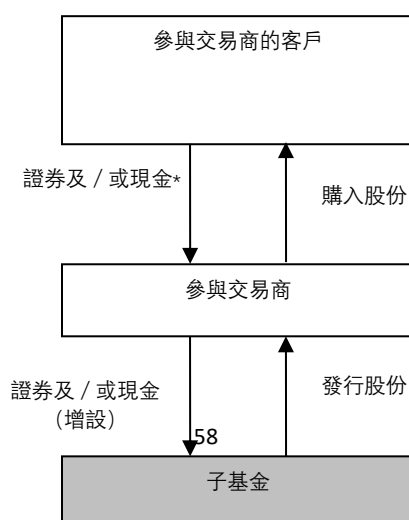 參與交易商的客戶
證券及 / 或現金*
購入股份
參與交易商
證券及 / 或現金
（增設）
發行股份
58
子基金